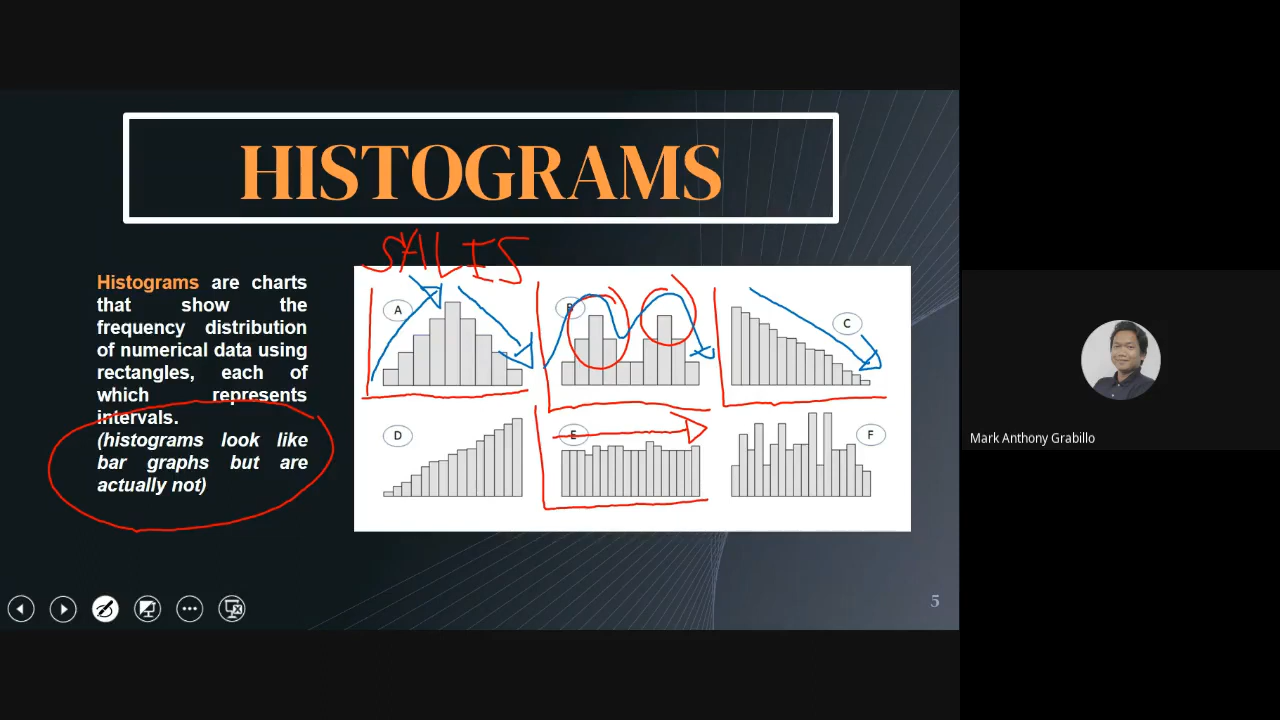 HISTOGRAMS
Histograms are charts
that show the
frequency distribution
of numerical data using
rectangles, each of
which represents
intervals.
(histograms look like
bar graphs but are
actually not)
SALES
A
B
C
D
E
F
5
Mark Anthony Grabillo